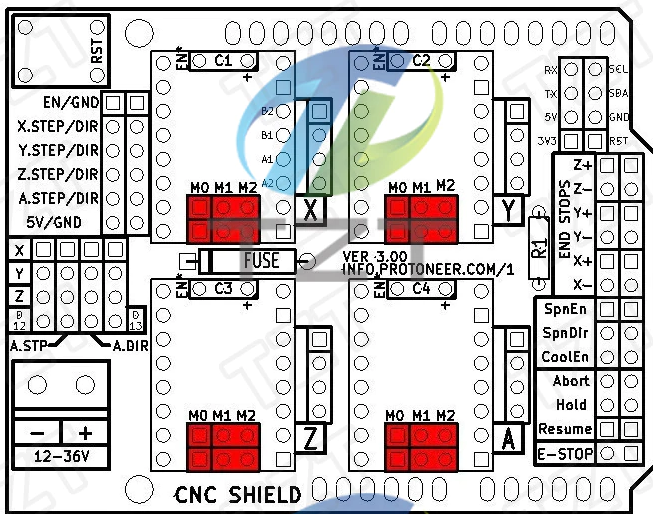 RST
EN/GND
X.STEP/DIR
Y.STEP/DIR
Z.STEP/DIR
A.STEP/DIR
5V/GND
X
Y
Z
D 12
D 13
A.STP
A.DIR
- +
12-36V
EN*
C1
+
B2
B1
A1
A2
M0 M1 M2
X
EN*
C2
+
M0 M1 M2
Y
TZT
FUSE
VER 3.00
INFO.PROTONEER.COM/1
R1
EN*
C3
+
M0 M1 M2
Z
EN*
C4
+
M0 M1 M2
A
CNC SHIELD
RX SCL
TX SDA
5V GND
3V3 RST
END STOPS
Z+
Z-
Y+
Y-
X+
X-
SpnEn
SpnDir
CoolEn
Abort
Hold
Resume
E-STOP